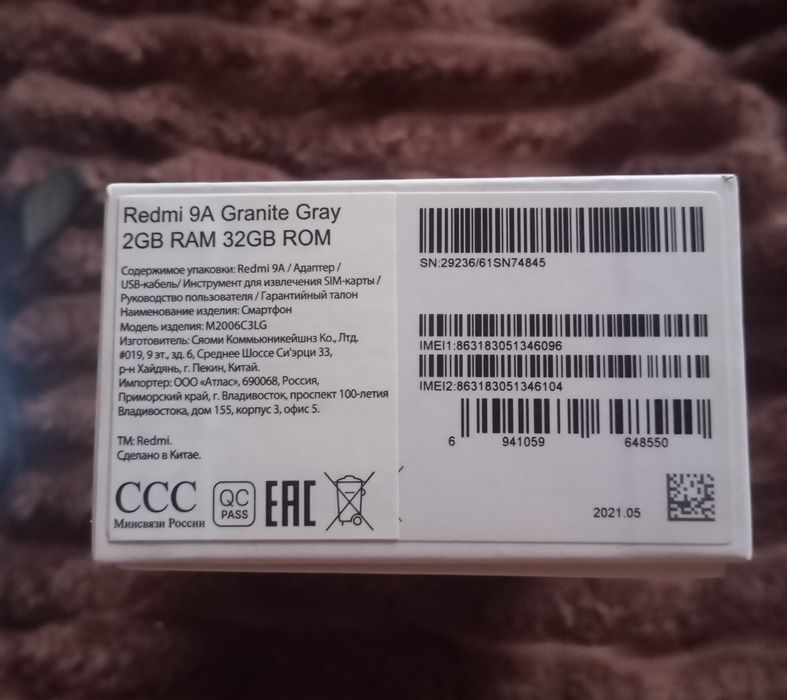 Redmi 9A Granite Gray
2GB RAM 32GB ROM
Содержимое упаковки: Redmi 9A / Адаптер /
USB-кабель/ Инструмент для извлечения SIM-карты /
Руководство пользователя / Гарантийный талон
Наименование изделия: Смартфон
Модель изделия: M2006C3LG
Изготовитель: Сяоми Коммьюникейшнз Ко., Лтд.
#019, 9 эт., зд. 6, Среднее Шоссе Си'эрци 33,
р-н Хайдянь, г. Пекин, Китай.
Импортер: ООО «Атлас», 690068, Россия,
Приморский край, г. Владивосток, проспект 100-летия
Владивостока, дом 155, корпус 3, офис 5.
TM: Redmi.
Сделано в Китае.
ССС
Минсвязи России
QC
PASS
EAC
SN:29236/61SN74845
IMEI1:863183051346096
IMEI2:863183051346104
6 941059 648550
2021.05